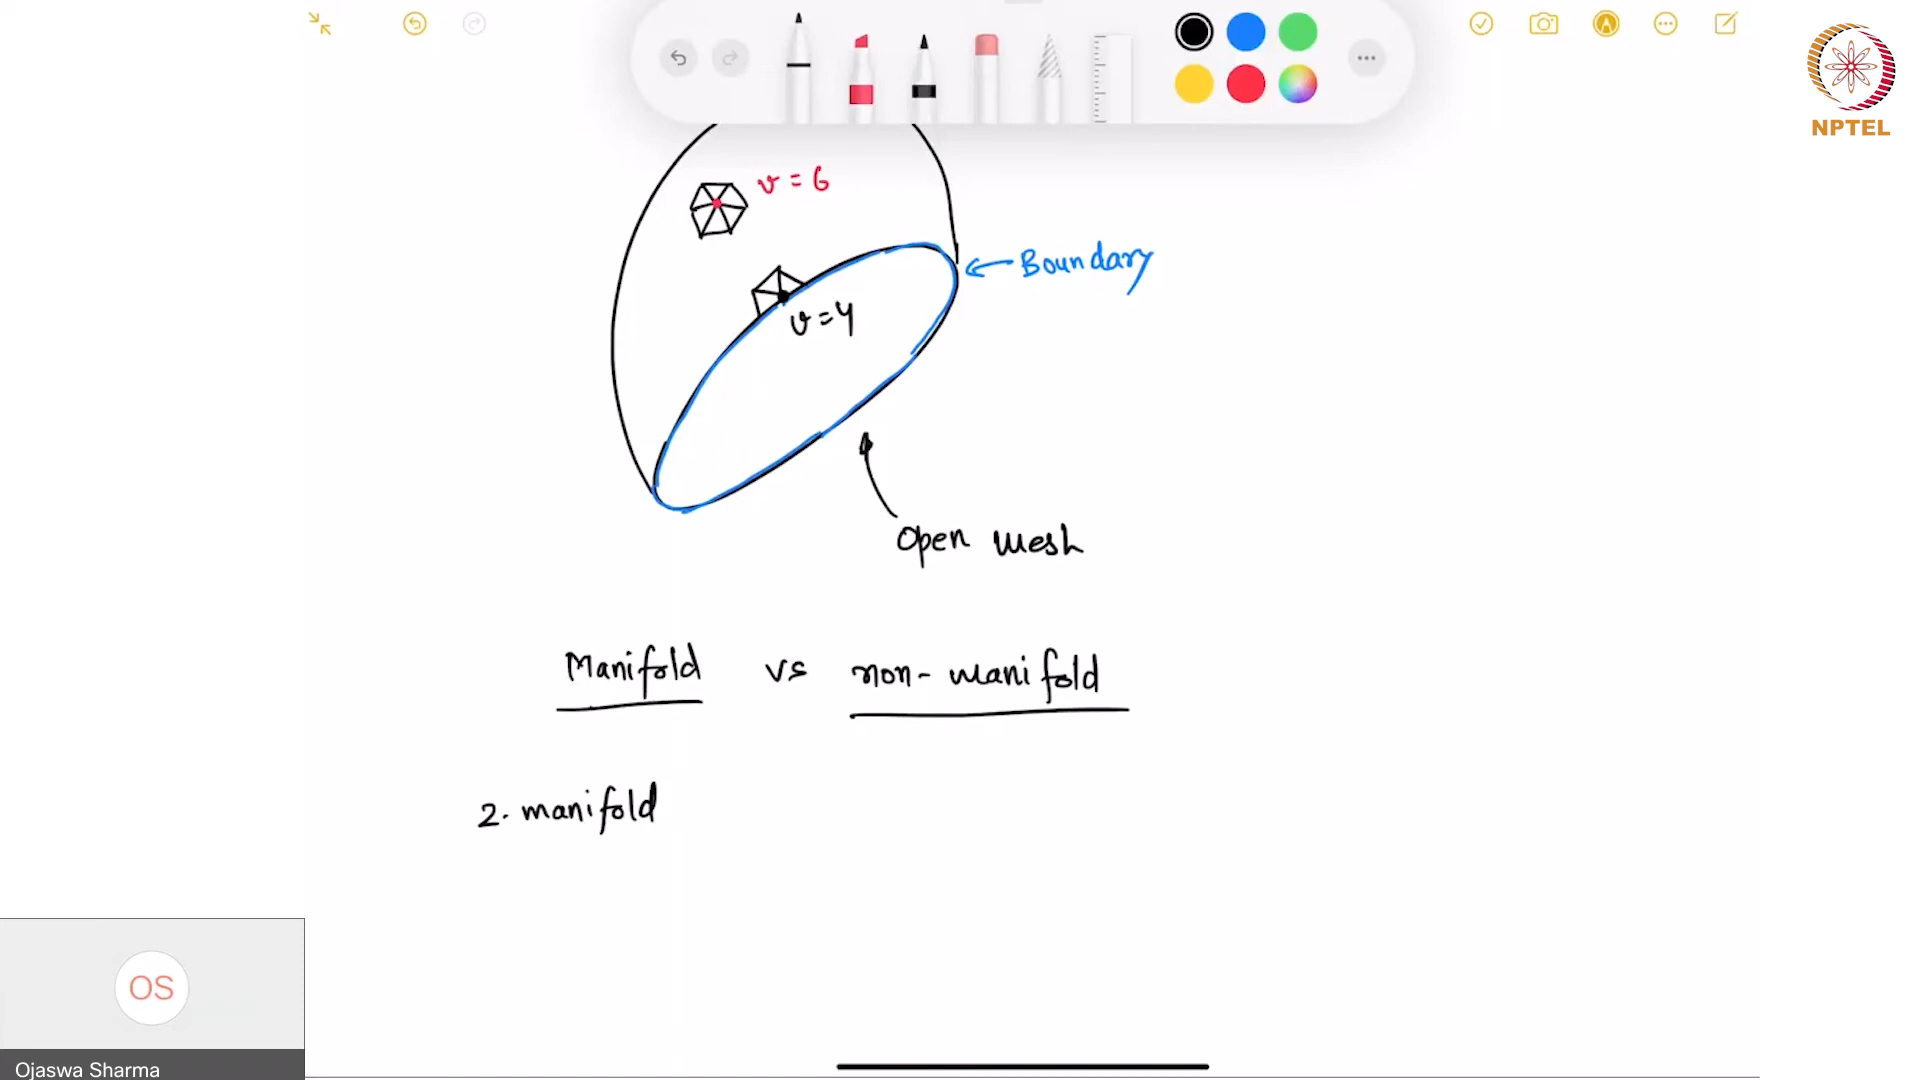 NPTEL
v = 6
Boundary
v = 4
Open mesh
Manifold vs non-manifold
2. manifold
OS
Ojaswa Sharma